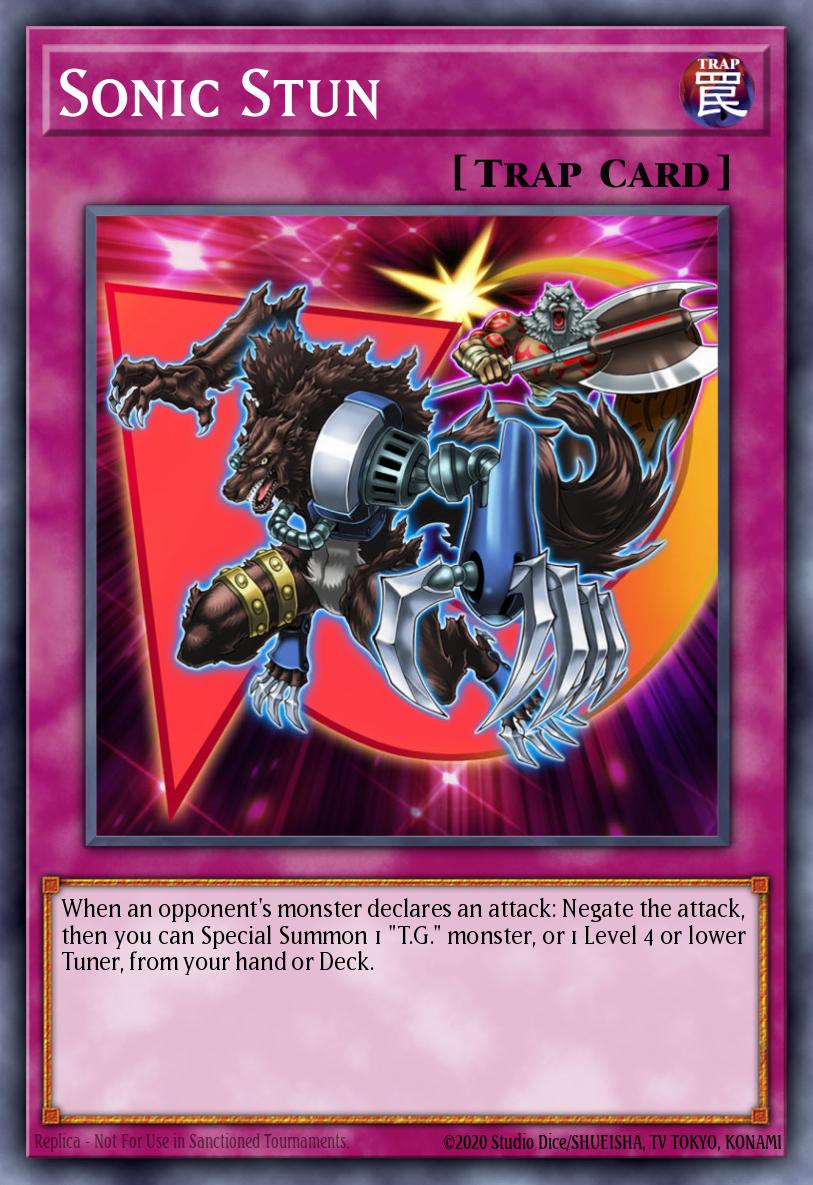 Sonic Stun
TRAP
罠
[Trap Card]
When an opponent's monster declares an attack: Negate the attack,
then you can Special Summon 1 "T.G." monster, or 1 Level 4 or lower
Tuner, from your hand or Deck.
Replica - Not For Use in Sanctioned Tournaments.
©2020 Studio Dice/SHUEISHA, TV TOKYO, KONAMI